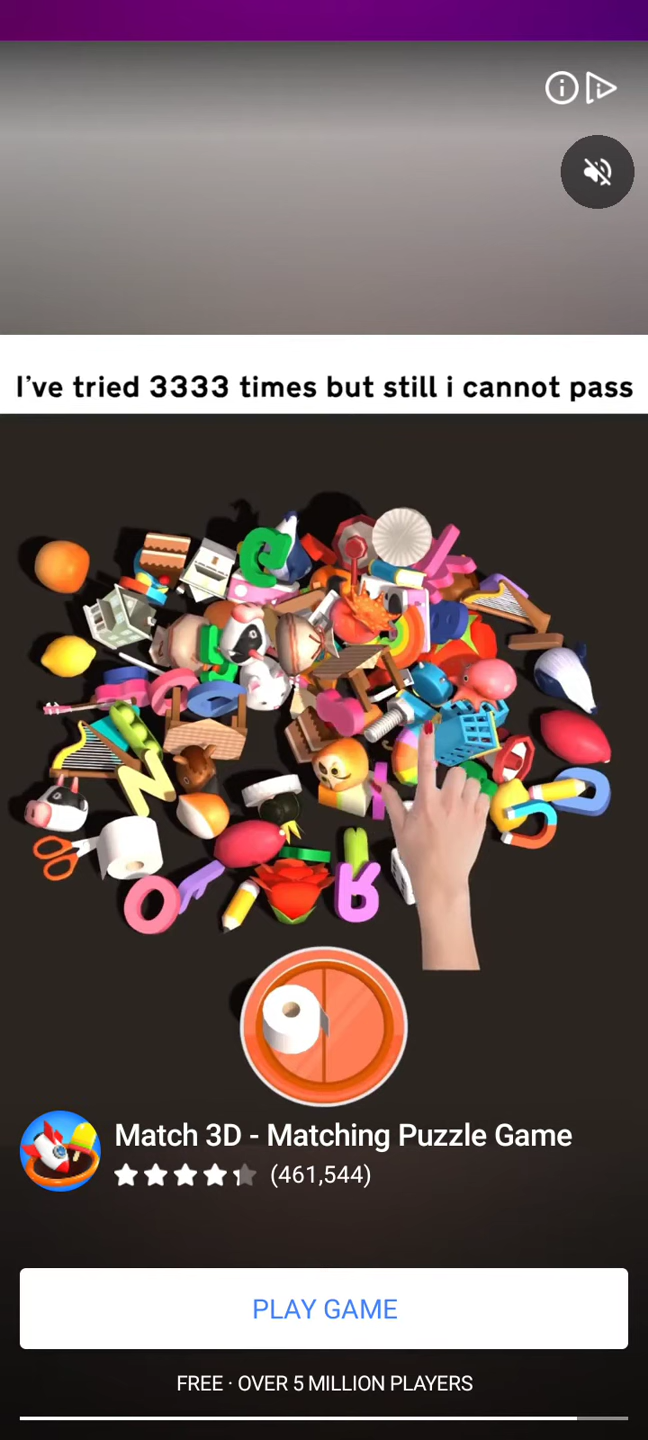 I've tried 3333 times but still i cannot pass
Match 3D - Matching Puzzle Game
(461,544)
PLAY GAME
FREE · OVER 5 MILLION PLAYERS